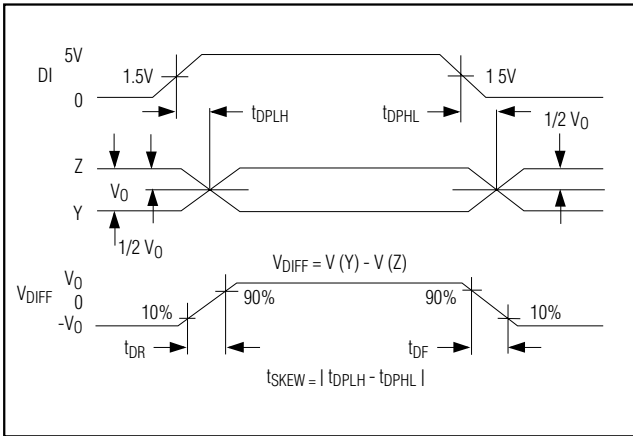 5V
DI
1.5V
1 5V
0
tDPLH
tDPHL
1/2 VO
Z
VO
Y
1/2 VO
VDIFF = V (Y) - V (Z)
VO
VDIFF
0
-VO
10%
90%
90%
10%
tDR
tDF
tSKEW = | tDPLH - tDPHL |